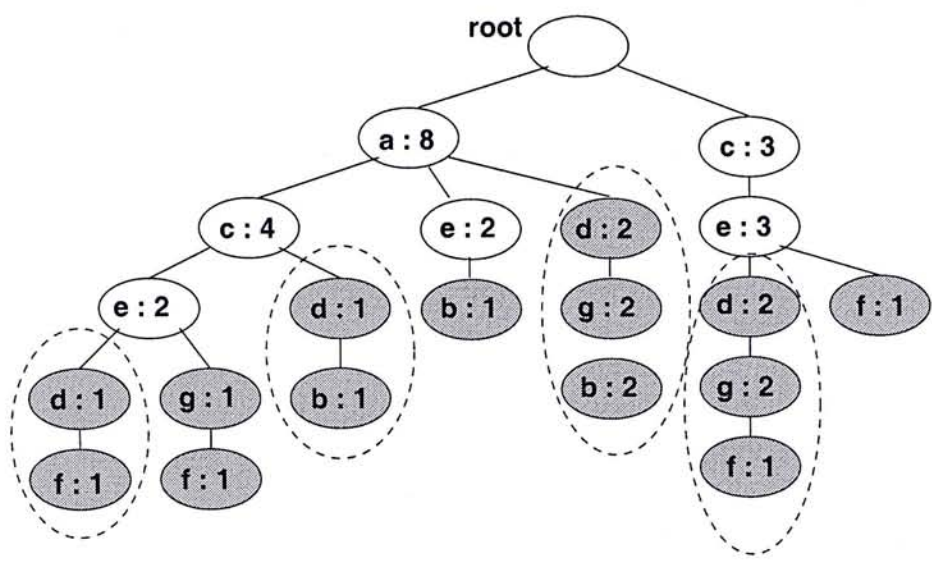 root
a : 8
c : 3
c : 4
e : 2
d : 2
e : 3
e : 2
d : 1
b : 1
g : 2
d : 2
f : 1
d : 1
g : 1
b : 1
b : 2
g : 2
f : 1
f : 1
f : 1